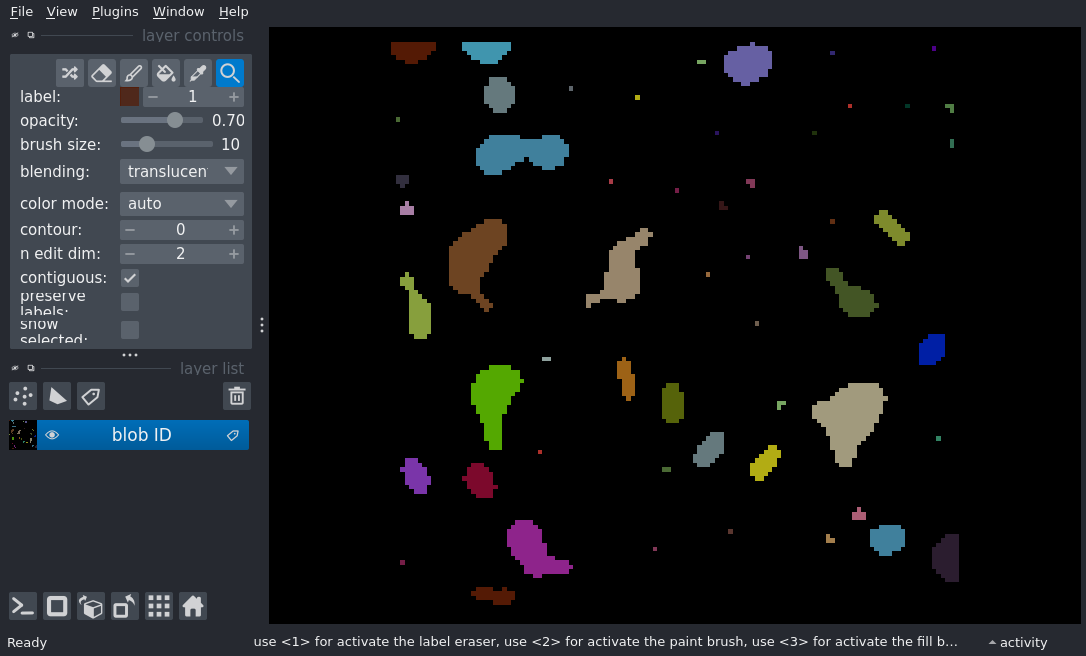 File View Plugins Window Help
layer controls
label: 1
opacity: 0.70
brush size: 10
blending: translucen
color mode: auto
contour: 0
n edit dim: 2
contiguous:
preserve
labels:
show
selected:
layer list
blob ID
Ready use <1> for activate the label eraser, use <2> for activate the paint brush, use <3> for activate the fill b... activity